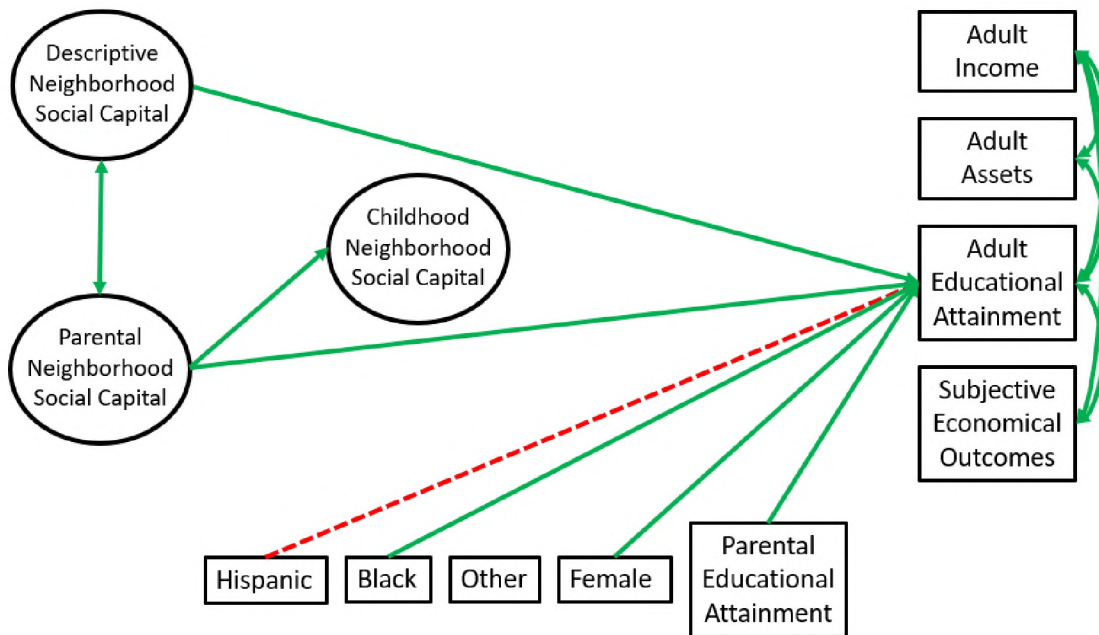 Descriptive
Neighborhood
Social Capital
Adult
Income
Adult
Assets
Childhood
Neighborhood
Social Capital
Adult
Educational
Attainment
Parental
Neighborhood
Social Capital
Subjective
Economical
Outcomes
Hispanic
Black
Other
Female
Parental
Educational
Attainment